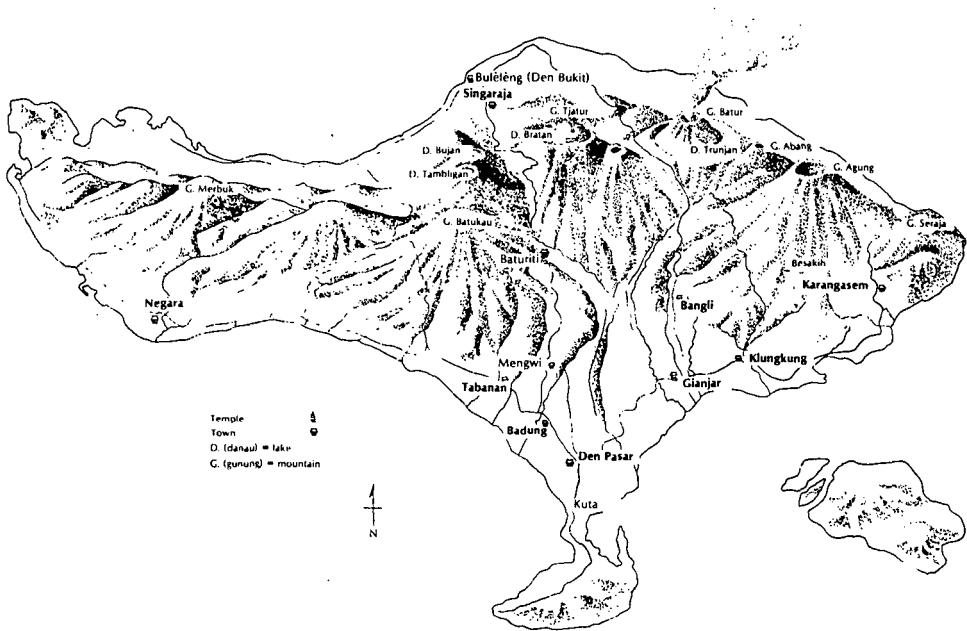 Bulèlèng (Den Bukit)
Singaraja
G. Tjatur
G. Batur
D. Bratan
D. Bujan
D. Trunjan
G. Abang
D. Tambligan
G. Agung
G. Merbuk
G. Batukau
G. Seraja
Baturiti
Besakih
Karangasem
Negara
Bangli
Mengwi
Klungkung
Tabanan
Gianjar
Badung
Den Pasar
Kuta
Temple
Town
D. (danau) = lake
G. (gunung) = mountain
N